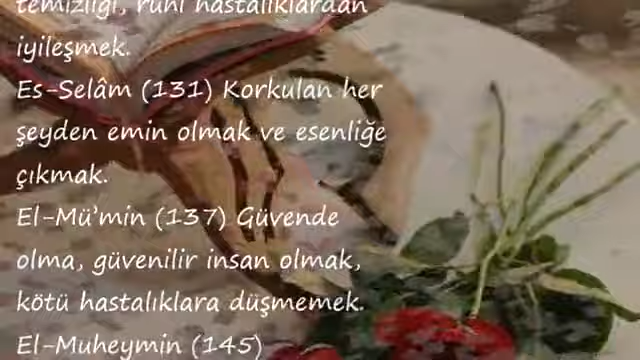 temizliği, ruhi hastalıklardan
iyileşmek.
Es-Selâm (131) Korkulan her
şeyden emin olmak ve esenliğe
çıkmak.
El-Mü'min (137) Güvende
olma, güvenilir insan olmak,
kötü hastalıklara düşmemek.
El-Muheymin (145)